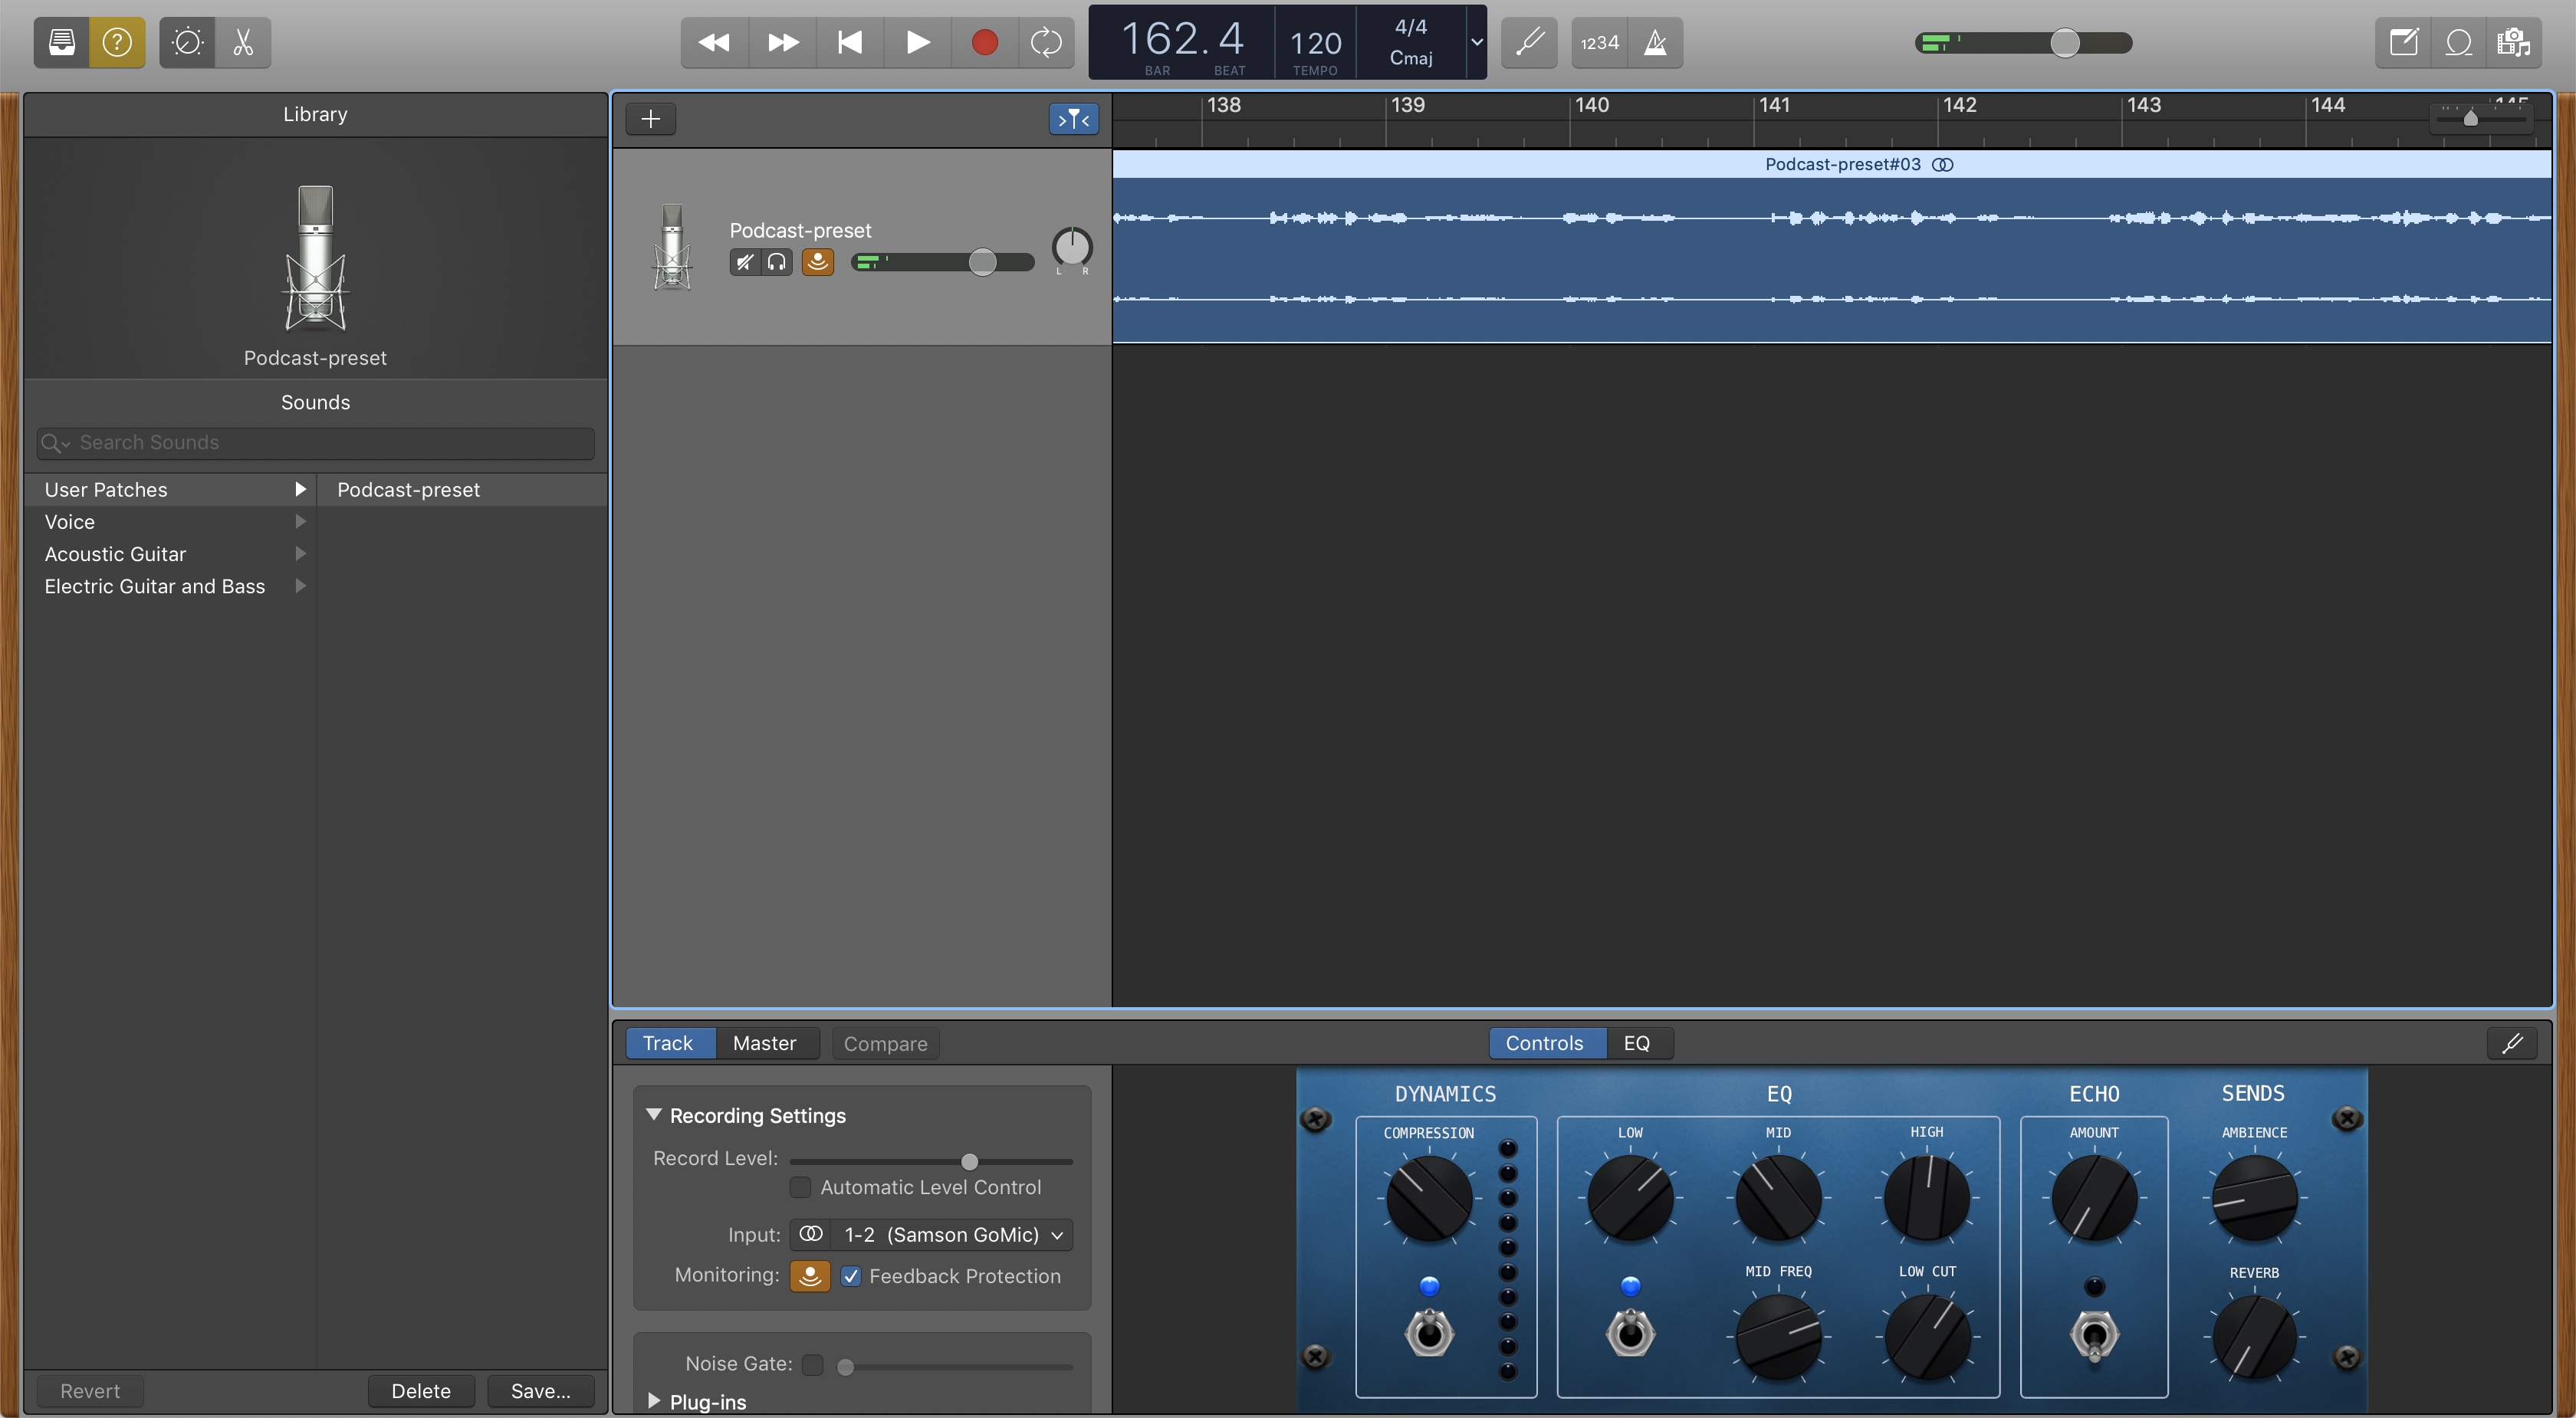 162.4
BAR BEAT
120
TEMPO
4/4
Cmaj
1234
Library
Podcast-preset
Sounds
Search Sounds
User Patches
Podcast-preset
Voice
Acoustic Guitar
Electric Guitar and Bass
Revert
Delete
Save...
138 139 140 141 142 143 144 145
Podcast-preset
L R
Podcast-preset#03
Track
Master
Compare
Controls
EQ
Recording Settings
Record Level:
Automatic Level Control
Input: 1-2 (Samson GoMic)
Monitoring: Feedback Protection
Noise Gate:
Plug-ins
DYNAMICS
COMPRESSION
EQ
LOW
MID
HIGH
MID FREQ
LOW CUT
ECHO
AMOUNT
SENDS
AMBIENCE
REVERB